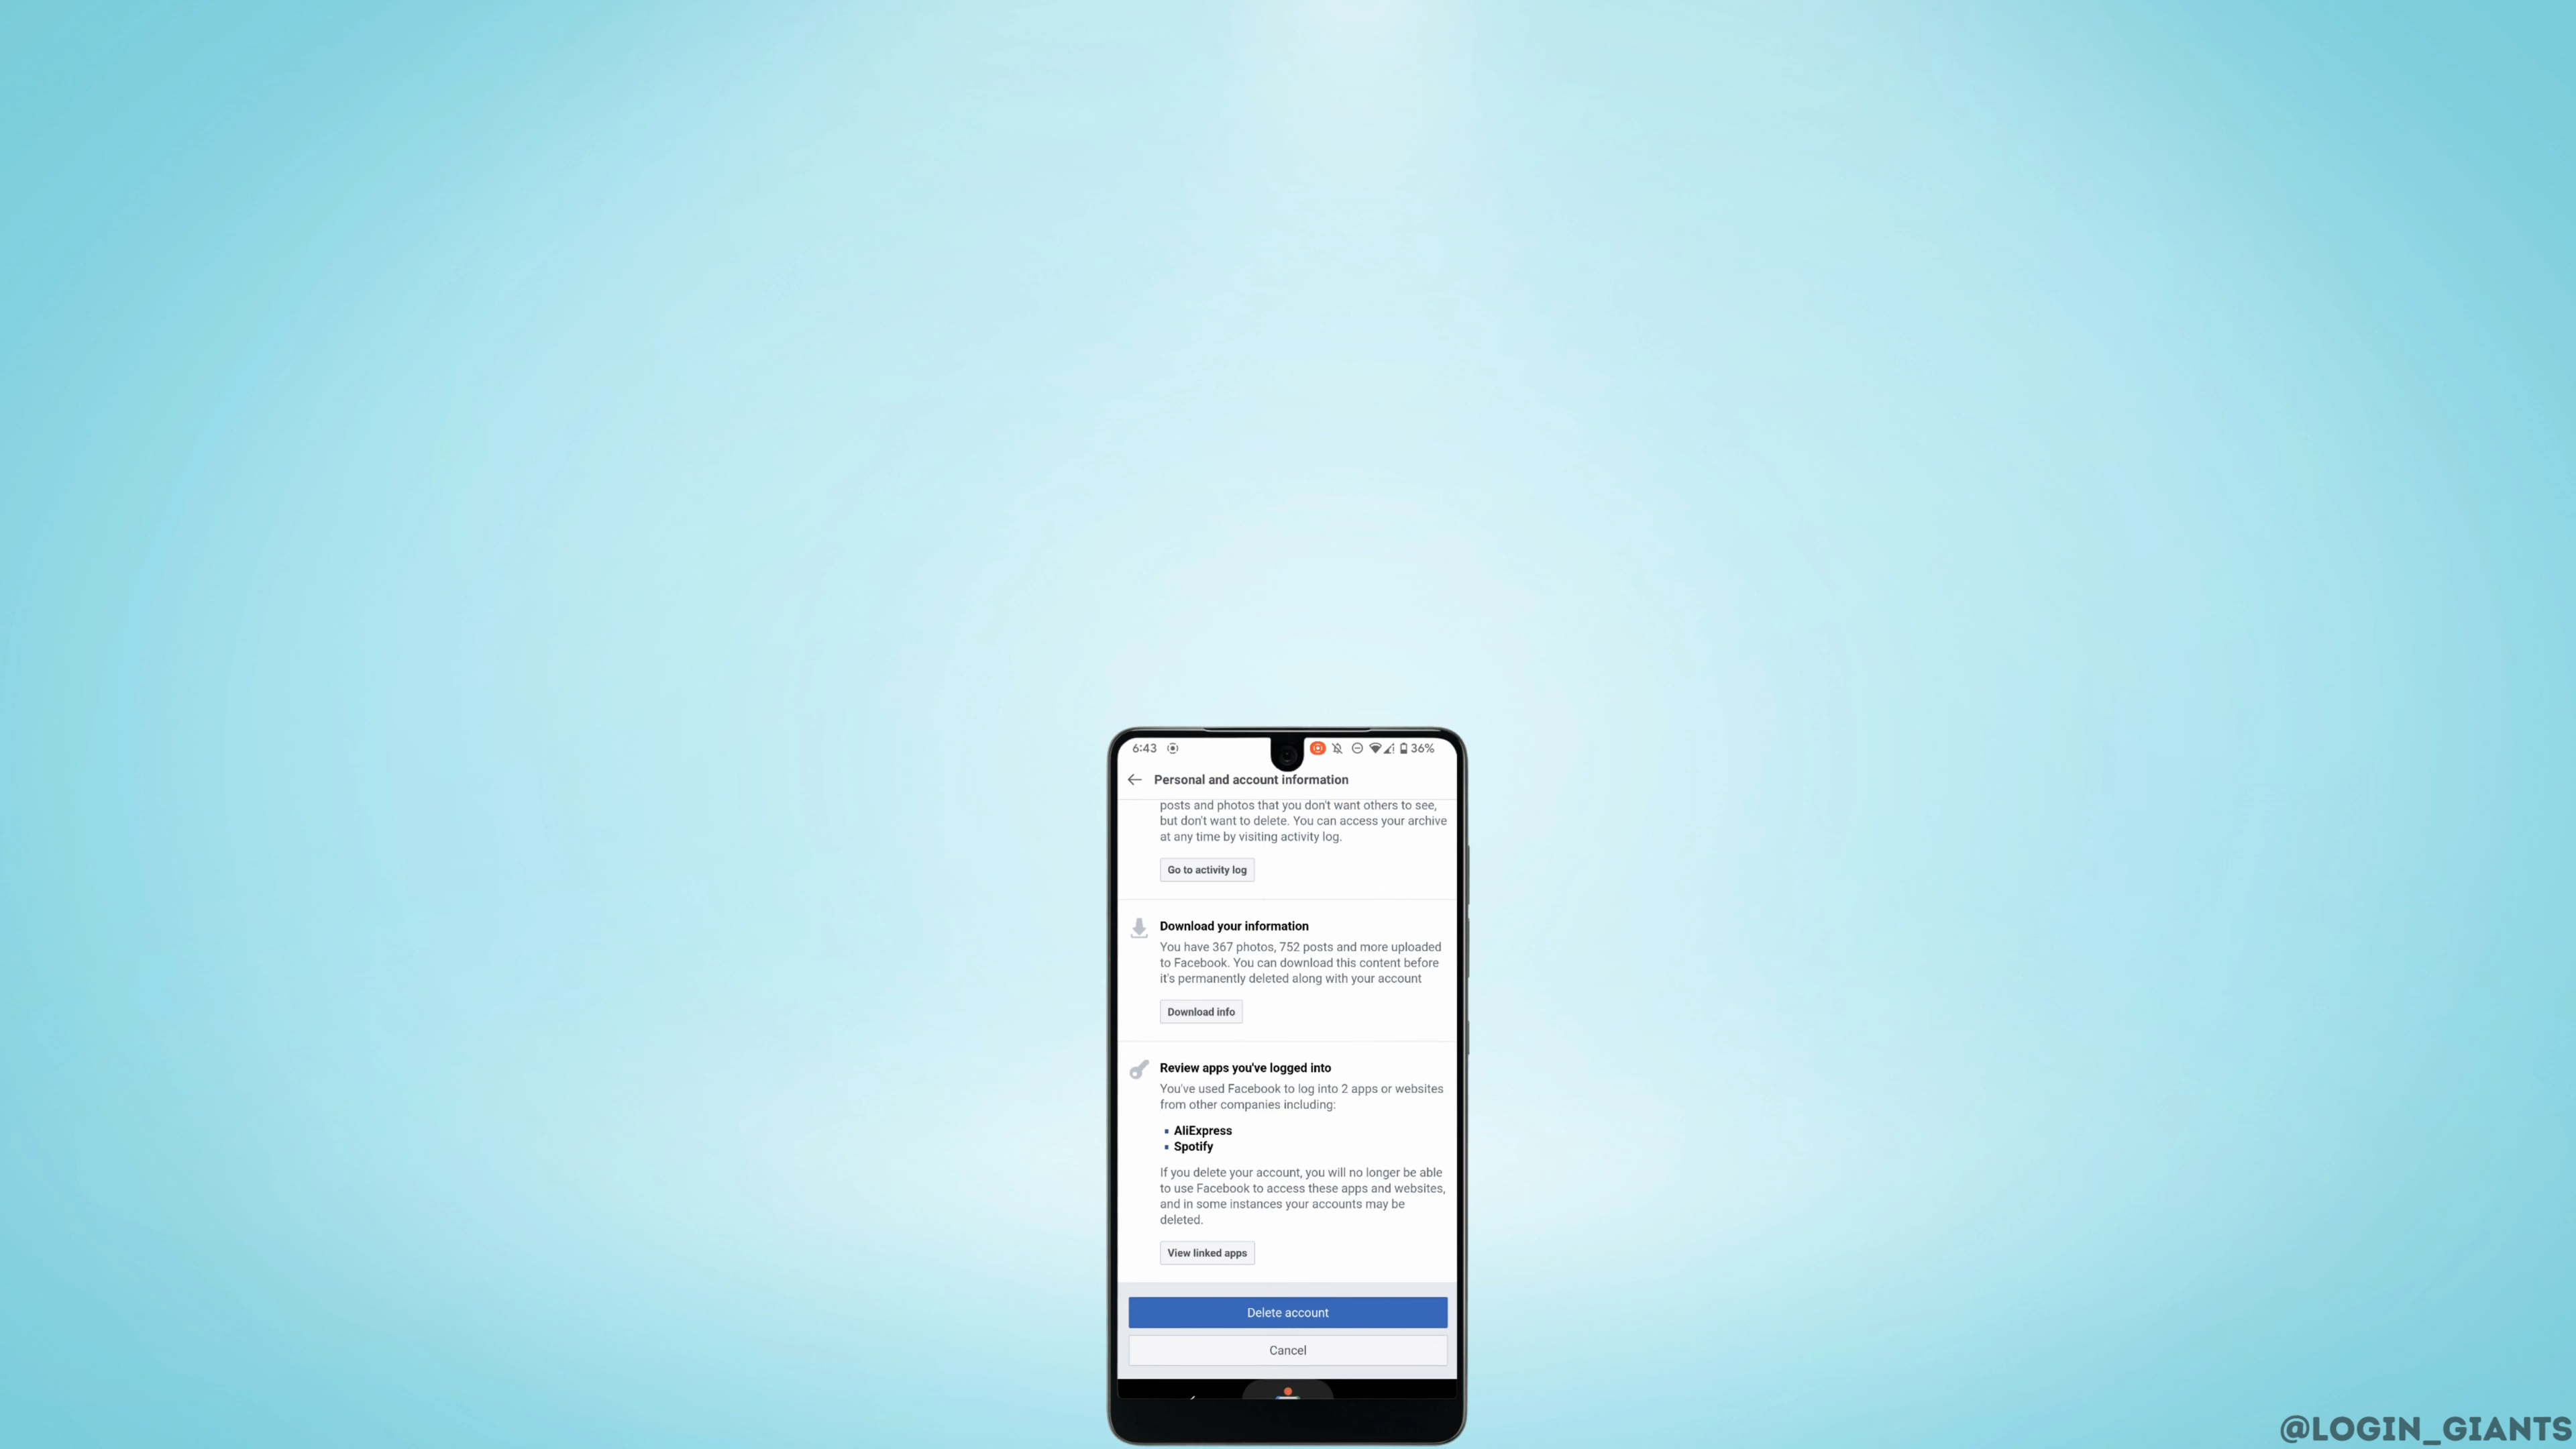 6:43
36%
Personal and account information
posts and photos that you don't want others to see,
but don't want to delete. You can access your archive
at any time by visiting activity log.
Go to activity log
Download your information
You have 367 photos, 752 posts and more uploaded
to Facebook. You can download this content before
it's permanently deleted along with your account
Download info
Review apps you've logged into
You've used Facebook to log into 2 apps or websites
from other companies including:
▪ AliExpress
▪ Spotify
If you delete your account, you will no longer be able
to use Facebook to access these apps and websites,
and in some instances your accounts may be
deleted.
View linked apps
Delete account
Cancel
@LOGIN_GIANTS